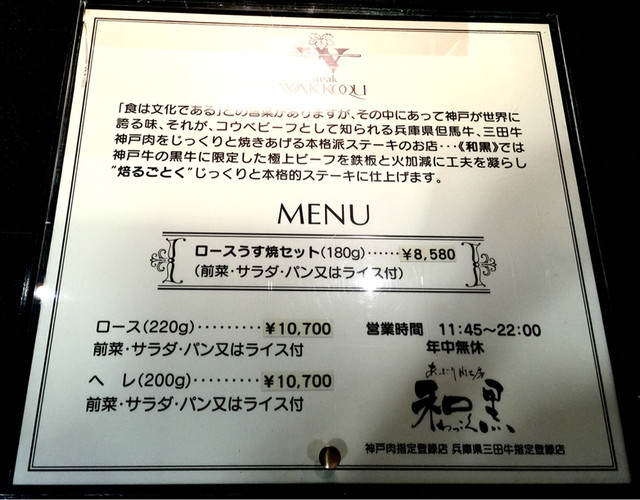 steak
WAKKOQU
「食は文化である」との言葉がありますが、その中にあって神戸が世界に
誇る味、それが、コウベビーフとして知られる兵庫県但馬牛、三田牛
神戸肉をじっくりと焼きあげる本格派ステーキのお店・・・《和黒》では
神戸牛の黒牛に限定した極上ビーフを鉄板と火加減に工夫を凝らし
"焙るごとく"じっくりと本格的ステーキに仕上げます。
MENU
ロースうす焼セット(180g)・・・・・・¥8,580
(前菜・サラダ・パン又はライス付)
ロース(220g)・・・・・・・・・¥10,700
前菜・サラダ・パン又はライス付
ヘ レ(200g)・・・・・・・・・¥10,700
前菜・サラダ・パン又はライス付
営業時間 11:45～22:00
年中無休
あぶり肉工房
和黒
わっこく
神戸肉指定登録店 兵庫県三田牛指定登録店